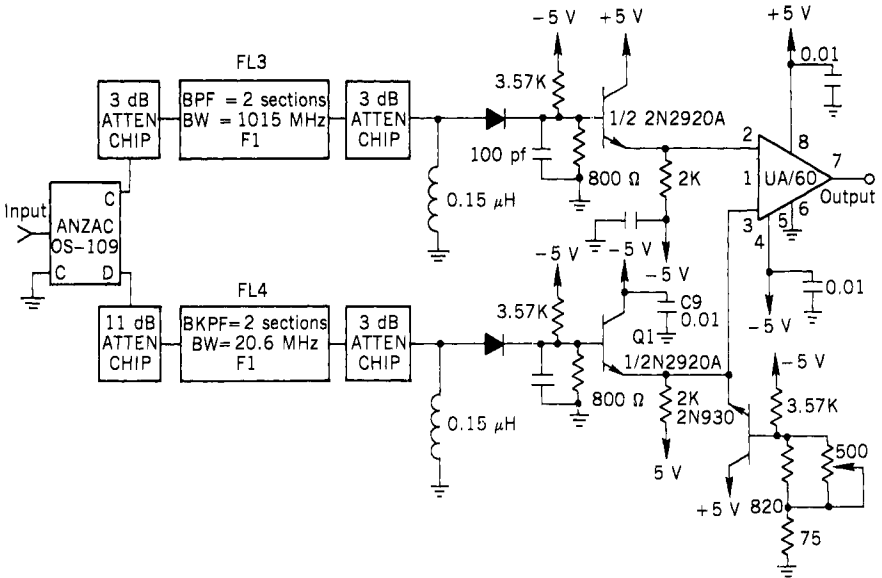 FL3
3 dB
ATTEN
CHIP
BPF = 2 sections
BW = 1015 MHz
F1
3 dB
ATTEN
CHIP
-5 V
+5 V
3.57K
1/2 2N2920A
100 pf
800 Ω
2K
-5 V
0.15 μH
+5 V
0.01
2
8
7
1
UA/60
Output
3
4
5
6
0.01
-5 V
Input
C
ANZAC
OS-109
C
D
FL4
11 dB
ATTEN
CHIP
BKPF= 2 sections
BW= 20.6 MHz
F1
3 dB
ATTEN
CHIP
-5 V
-5 V
3.57K
C9
0.01
Q1
1/2N2920A
800 Ω
2K
2N930
5 V
0.15 μH
-5 V
3.57K
500
+5 V
820
75